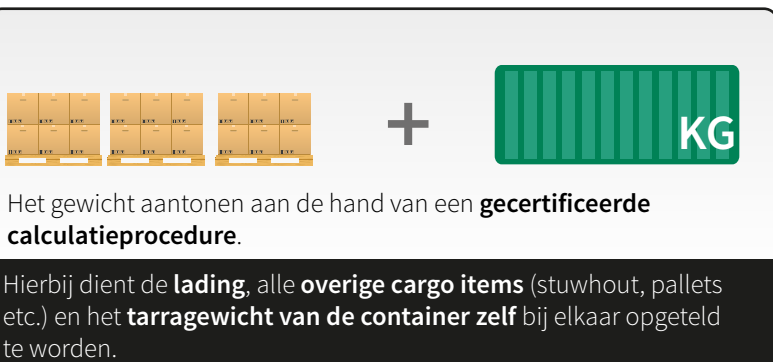 +
KG
Het gewicht aantonen aan de hand van een gecertificeerde
calculatieprocedure.
Hierbij dient de lading, alle overige cargo items (stuwhout, pallets
etc.) en het tarragewicht van de container zelf bij elkaar opgeteld
te worden.